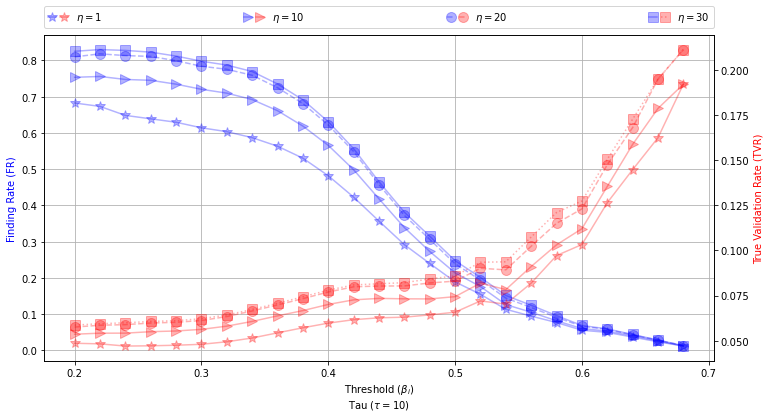 η = 1
η = 10
η = 20
η = 30
Finding Rate (FR)
0.8
0.7
0.6
0.5
0.4
0.3
0.2
0.1
0.0
0.200
0.175
0.150
0.125
0.100
0.075
0.050
True Validation Rate (TVR)
0.2 0.3 0.4 0.5 0.6 0.7
Threshold (βᵢ)
Tau (τ = 10)